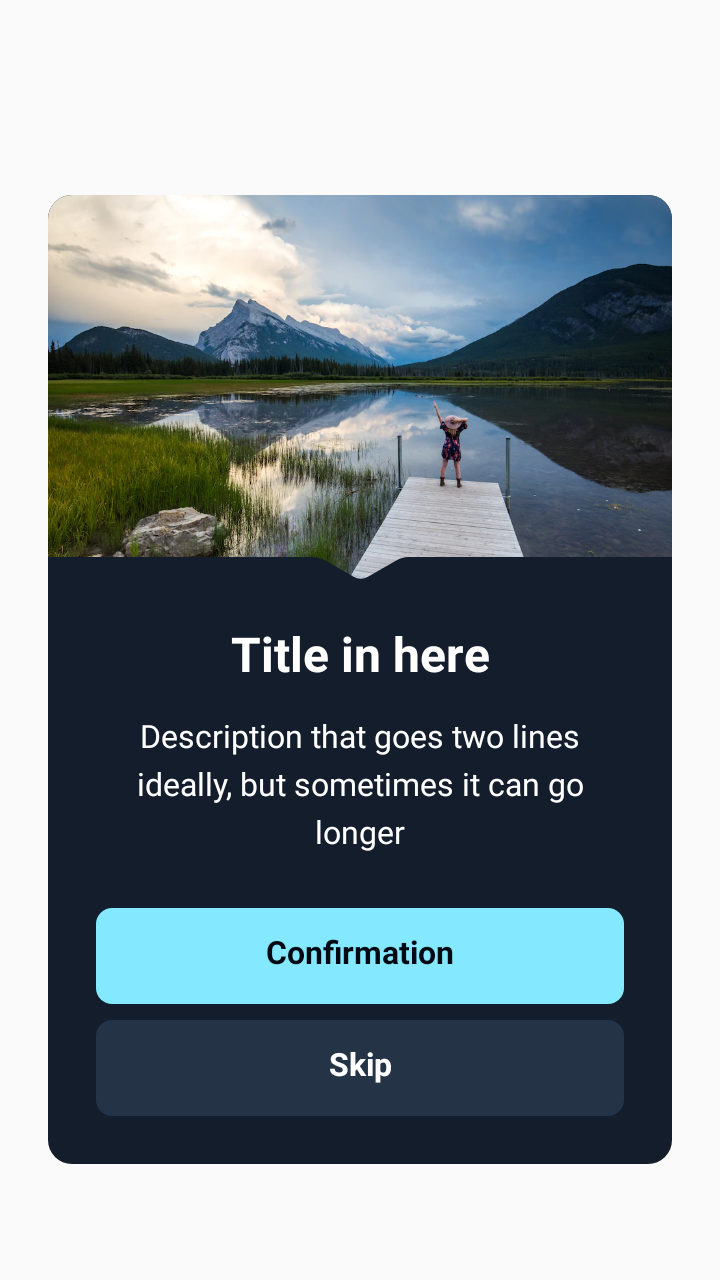 Title in here
Description that goes two lines
ideally, but sometimes it can go
longer
Confirmation
Skip